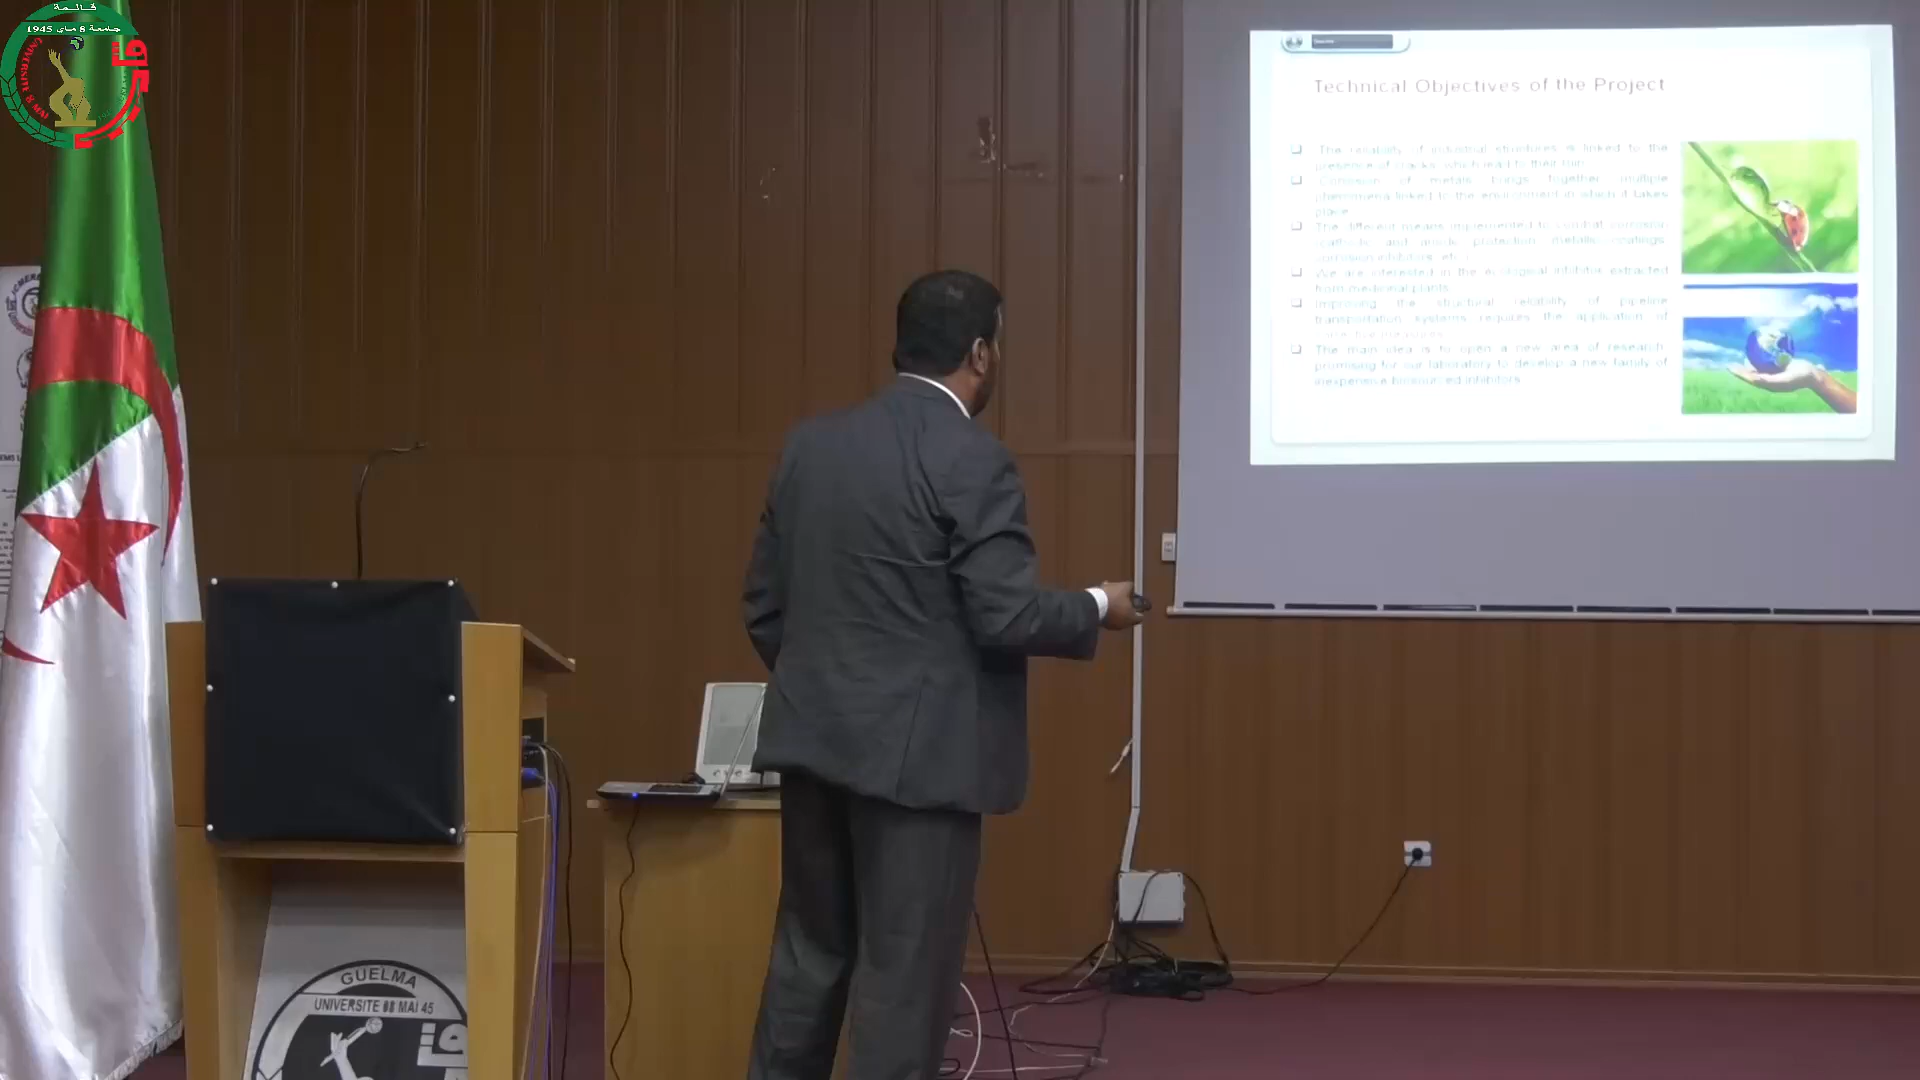 قالمة
جامعة 8 ماي 1945
UNIVERSITE 8 MAI
Technical Objectives of the Project
The reliability of industrial structures is linked to the
presence of cracks, which lead to their ruin.
Corrosion of metals brings together multiple
phenomena linked to the environment in which it takes
place.
The different means implemented to combat corrosion
(cathodic and anodic protection, metallic coatings,
corrosion inhibitors, etc.)
We are interested in the ecological inhibitor extracted
from medicinal plants.
Improving the structural reliability of pipeline
transportation systems requires the application of
The main idea is to open a new area of research
promising for our laboratory to develop a new family of
inexpensive inhibitors
GUELMA
UNIVERSITE 08 MAI 45